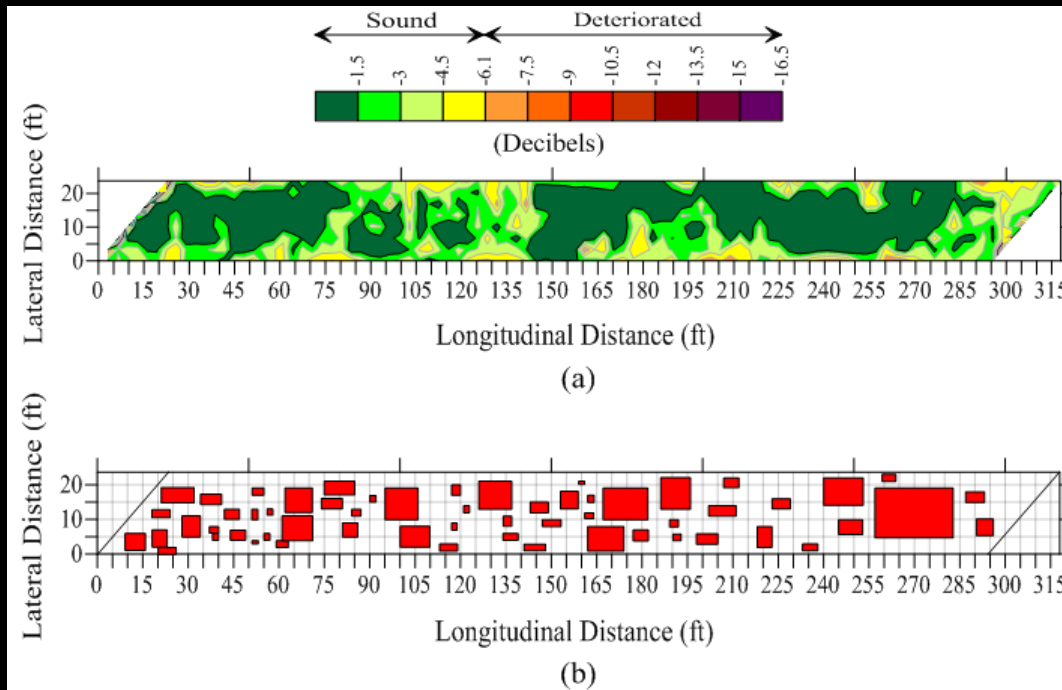 Sound Deteriorated
-1.5 -3 -4.5 -6.1 -7.5 -9 -10.5 -12 -13.5 -15 -16.5
(Decibels)
Lateral Distance (ft)
20
10
0
0 15 30 45 60 75 90 105 120 135 150 165 180 195 210 225 240 255 270 285 300 315
Longitudinal Distance (ft)
(a)
Lateral Distance (ft)
20
10
0
0 15 30 45 60 75 90 105 120 135 150 165 180 195 210 225 240 255 270 285 300 315
Longitudinal Distance (ft)
(b)